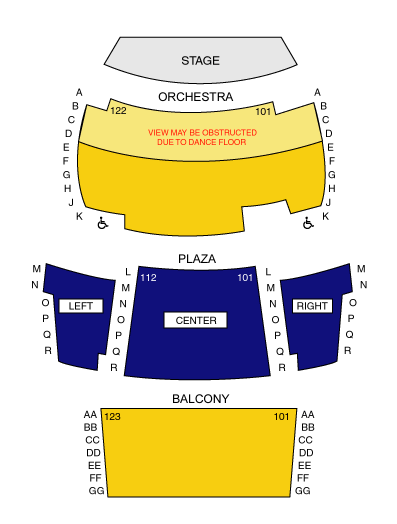 STAGE
ORCHESTRA
A A
B 122 101 B
C C
D VIEW MAY BE OBSTRUCTED D
DUE TO DANCE FLOOR
E E
F F
G G
H H
J J
K K
PLAZA
M L L M
N 112 101 N
M M
O LEFT N CENTER N RIGHT O
P O O P
Q P P Q
R Q Q R
R R
BALCONY
AA 123 101 AA
BB BB
CC CC
DD DD
EE EE
FF FF
GG GG